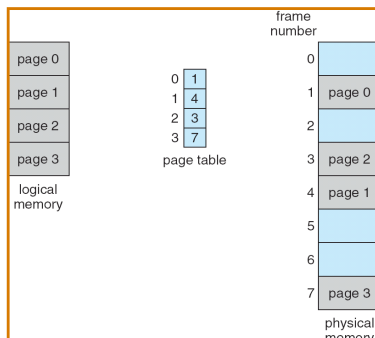 frame
number
page 0
page 1
page 2
page 3
logical
memory
0 1
1 4
2 3
3 7
page table
0
1 page 0
2
3 page 2
4 page 1
5
6
7 page 3
physical
memory